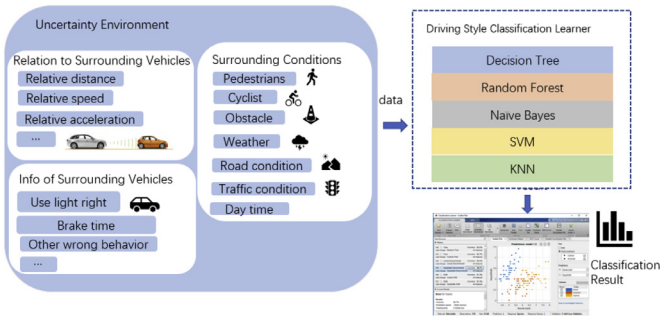 Uncertainty Environment
Relation to Surrounding Vehicles
Relative distance
Relative speed
Relative acceleration
...
Info of Surrounding Vehicles
Use light right
Brake time
Other wrong behavior
...
Surrounding Conditions
Pedestrians
Cyclist
Obstacle
Weather
Road condition
Traffic condition
Day time
data
Driving Style Classification Learner
Decision Tree
Random Forest
Naïve Bayes
SVM
KNN
Classification
Result